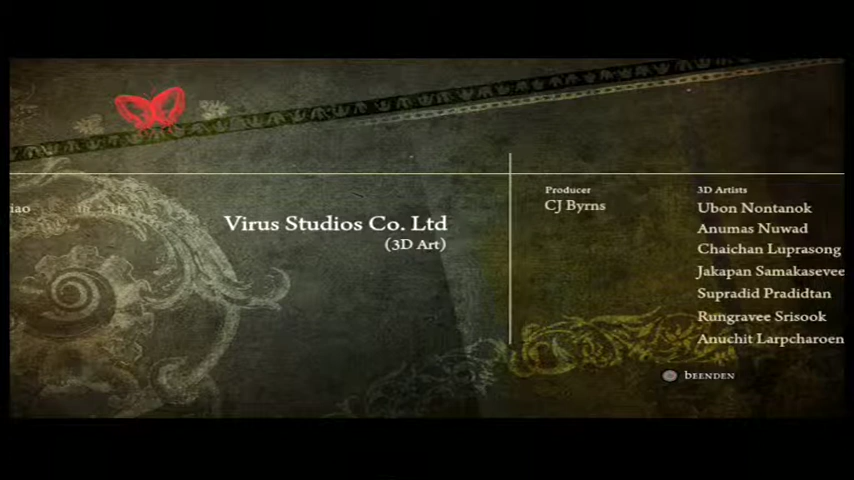 iao
Virus Studios Co. Ltd
(3D Art)
Producer
CJ Byrns
3D Artists
Ubon Nontanok
Anumas Nuwad
Chaichan Luprasong
Jakapan Samakasevee
Supradid Pradidtan
Rungravee Srisook
Anuchit Larpcharoen
BEENDEN